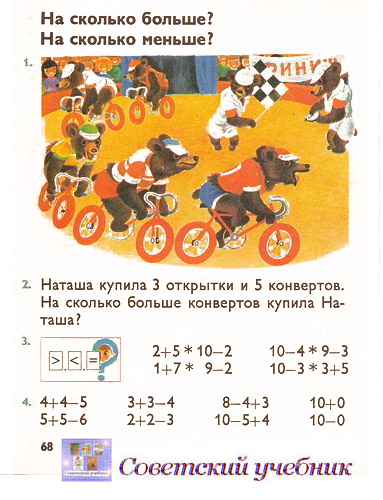 На сколько больше?
На сколько меньше?
1.
РИНИ
2. Наташа купила 3 открытки и 5 конвертов.
На сколько больше конвертов купила На-
таша?
3. > , < , = ?
2+5 * 10−2 10−4 * 9−3
1+7 * 9−2 10−3 * 3+5
4. 4+4−5 3+3−4 8−4+3 10+0
5+5−6 2+2−3 10−5+4 10−0
68
Советский учебник